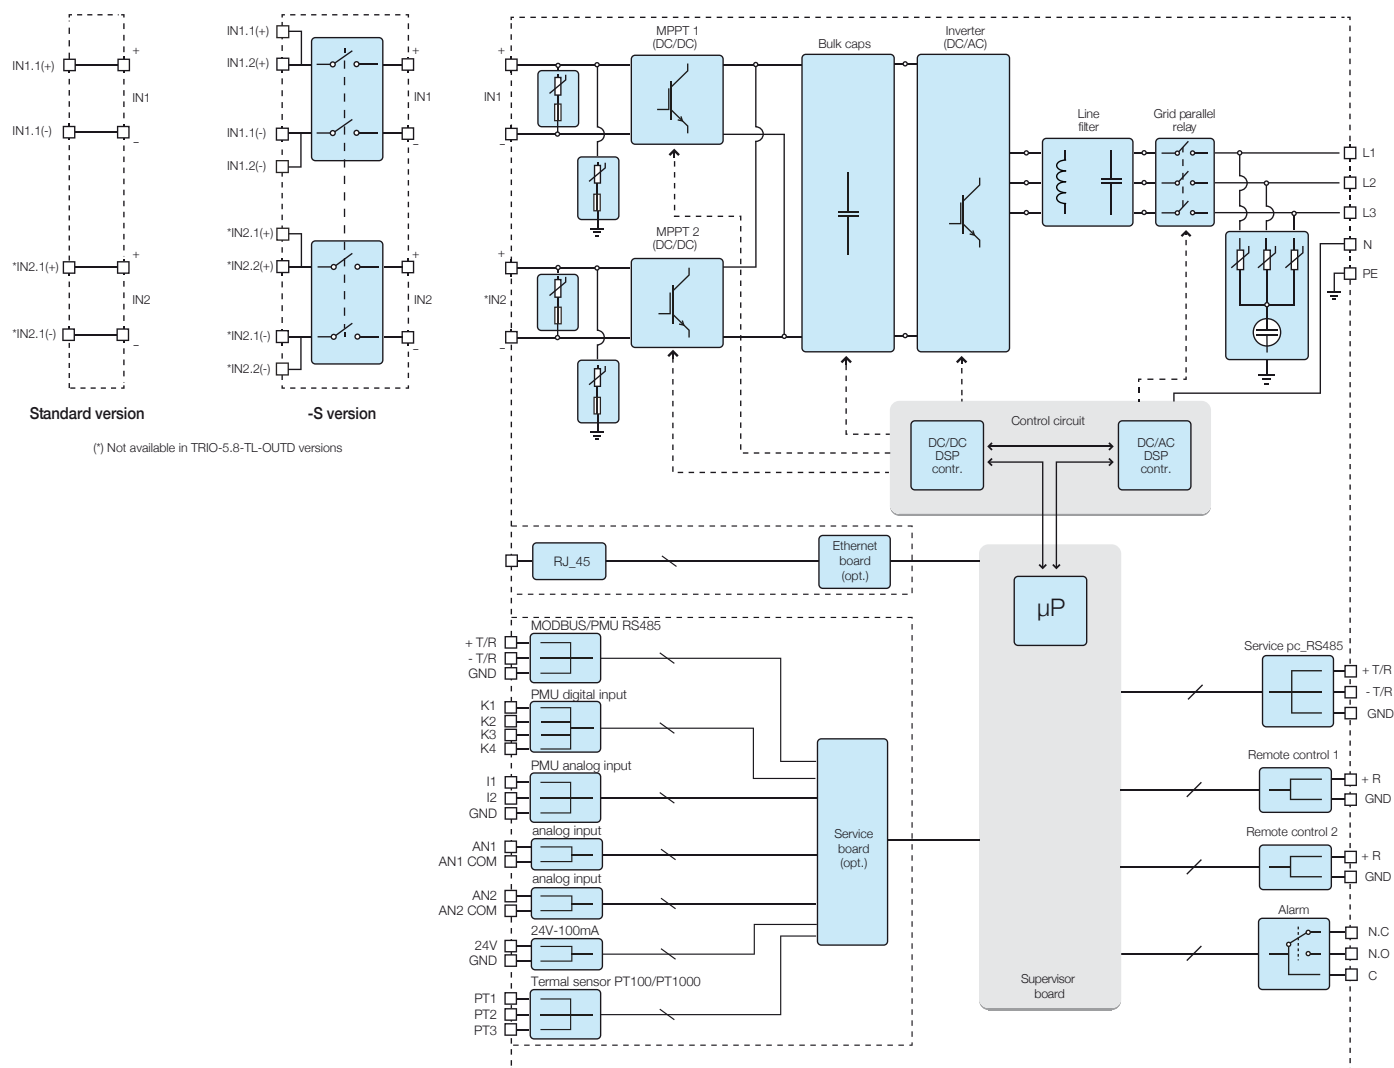 IN1.1(+)
+
IN1
IN1.1(-)
−
*IN2.1(+)
+
IN2
*IN2.1(-)
−
Standard version
IN1.1(+)
IN1.2(+)
+
IN1
IN1.1(-)
−
IN1.2(-)
*IN2.1(+)
*IN2.2(+)
+
IN2
*IN2.1(-)
−
*IN2.2(-)
-S version
(*) Not available in TRIO-5.8-TL-OUTD versions
+
IN1
−
+
*IN2
−
MPPT 1
(DC/DC)
MPPT 2
(DC/DC)
Bulk caps
Inverter
(DC/AC)
Line
filter
Grid parallel
relay
L1
L2
L3
N
PE
Control circuit
DC/DC
DSP
contr.
DC/AC
DSP
contr.
RJ_45
Ethernet
board
(opt.)
µP
Supervisor
board
MODBUS/PMU RS485
+ T/R
- T/R
GND
PMU digital input
K1
K2
K3
K4
PMU analog input
I1
I2
GND
analog input
AN1
AN1 COM
analog input
AN2
AN2 COM
24V-100mA
24V
GND
Termal sensor PT100/PT1000
PT1
PT2
PT3
Service
board
(opt.)
Service pc_RS485
+ T/R
- T/R
GND
Remote control 1
+ R
GND
Remote control 2
+ R
GND
Alarm
N.C
N.O
C